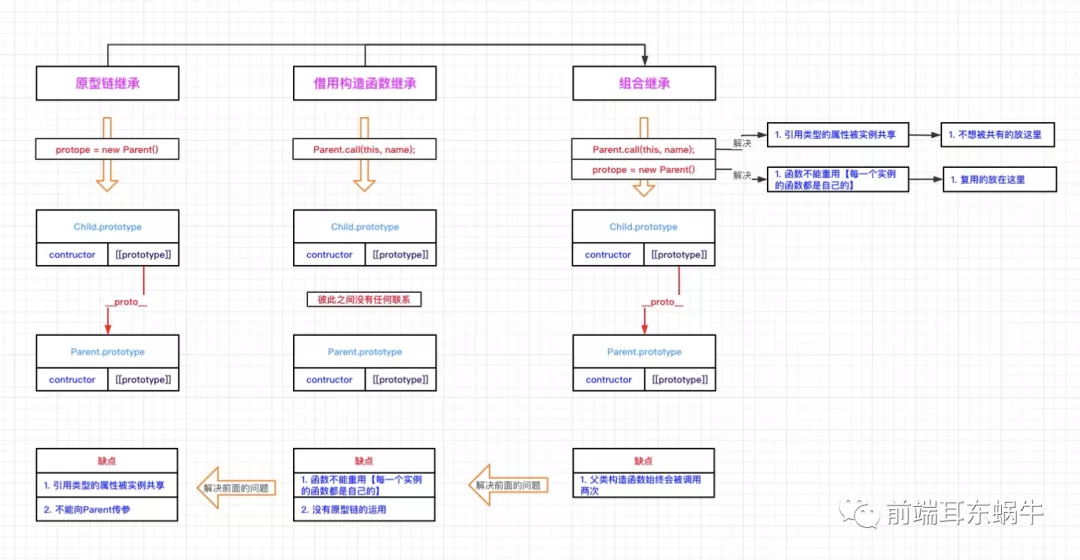 原型链继承
借用构造函数继承
组合继承
protope = new Parent()
Parent.call(this, name);
Parent.call(this, name);
protope = new Parent()
解决
1. 引用类型的属性被实例共享
1. 不想被共有的放这里
解决
1. 函数不能重用【每一个实例
的函数都是自己的】
1. 复用的放在这里
Child.prototype
contructor
[[prototype]]
Child.prototype
contructor
[[prototype]]
Child.prototype
contructor
[[prototype]]
__proto__
彼此之间没有任何联系
__proto__
Parent.prototype
contructor
[[prototype]]
Parent.prototype
contructor
[[prototype]]
Parent.prototype
contructor
[[prototype]]
缺点
1. 引用类型的属性被实例共享
2. 不能向Parent传参
解决前面的问题
缺点
1. 函数不能重用【每一个实例
的函数都是自己的】
2. 没有原型链的运用
解决前面的问题
缺点
1. 父类构造函数始终会被调用
两次
前端耳东蜗牛